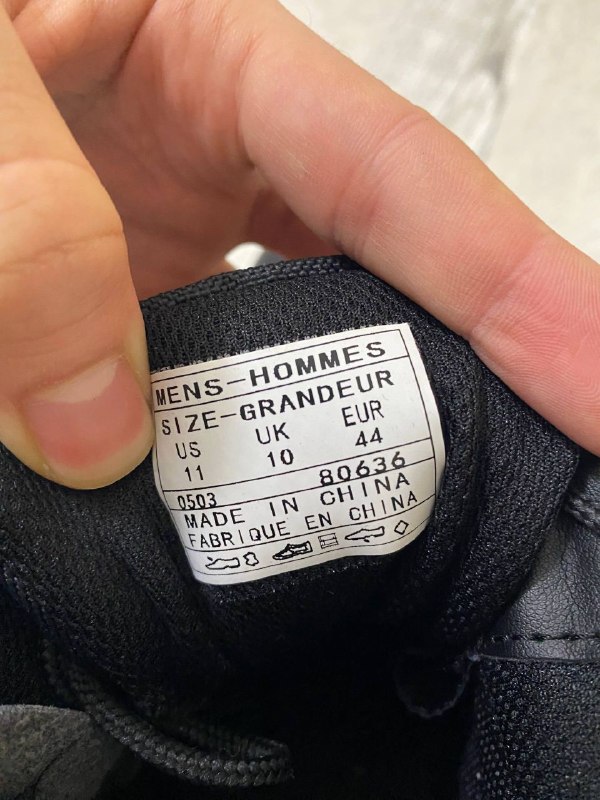 MENS-HOMMES
SIZE-GRANDEUR
US UK EUR
11 10 44
0503 80636
MADE IN CHINA
FABRIQUE EN CHINA